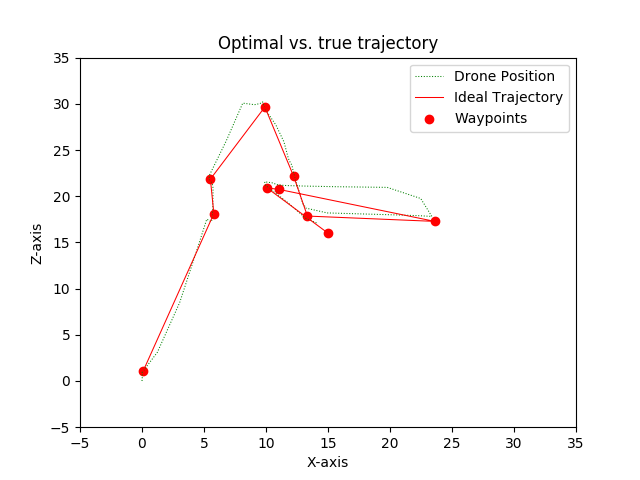 Optimal vs. true trajectory
Drone Position
Ideal Trajectory
Waypoints
35
30
25
20
15
10
5
0
−5
Z-axis
−5 0 5 10 15 20 25 30 35
X-axis